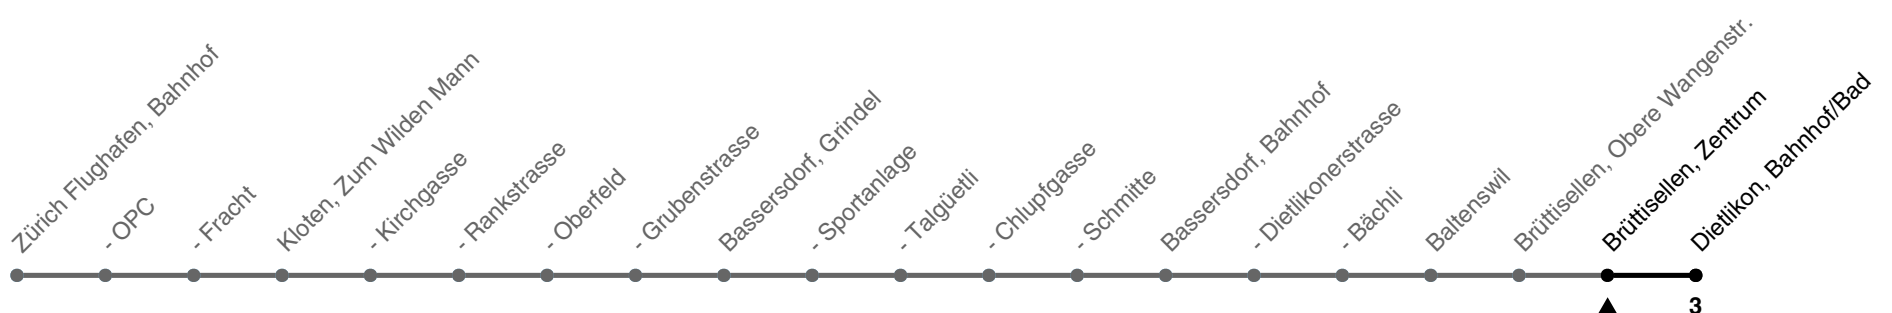 Zürich Flughafen, Bahnhof
- OPC
- Fracht
Kloten, Zum Wilden Mann
- Kirchgasse
- Rankstrasse
- Oberfeld
- Grubenstrasse
Bassersdorf, Grindel
- Sportanlage
- Talgüetli
- Chlupfgasse
- Schmitte
Bassersdorf, Bahnhof
- Dietlikonerstrasse
- Bächli
Baltenswil
Brüttisellen, Obere Wangenstr.
Brüttisellen, Zentrum
Dietlikon, Bahnhof/Bad
3